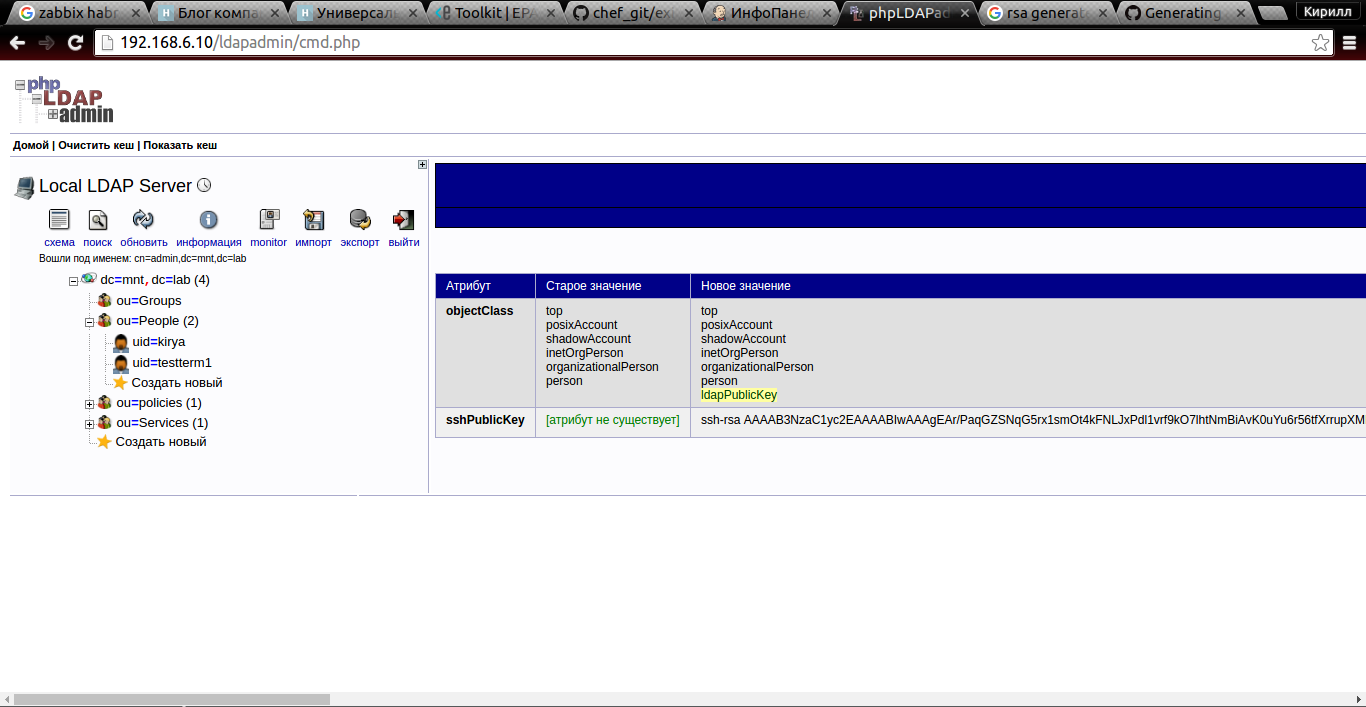 zabbix habr Блог компа Универсаль Toolkit | EPA chef_git/ex ИнфоПанел phpLDAPad rsa generat Generating Кирилл
192.168.6.10/ldapadmin/cmd.php
php
LDAP
admin
Домой | Очистить кеш | Показать кеш
Local LDAP Server
схема поиск обновить информация monitor импорт экспорт выйти
Вошли под именем: cn=admin,dc=mnt,dc=lab
dc=mnt, dc=lab (4)
ou=Groups
ou=People (2)
uid=kirya
uid=testterm1
Создать новый
ou=policies (1)
ou=Services (1)
Создать новый
Атрибут Старое значение Новое значение
objectClass top top
posixAccount posixAccount
shadowAccount shadowAccount
inetOrgPerson inetOrgPerson
organizationalPerson organizationalPerson
person person
ldapPublicKey
sshPublicKey [атрибут не существует] ssh-rsa AAAAB3NzaC1yc2EAAAABIwAAAgEAr/PaqGZSNqG5rx1smOt4kFNLJxPdl1vrf9kO7lhtNmBiAvK0uYu6r56tfXrrupXM